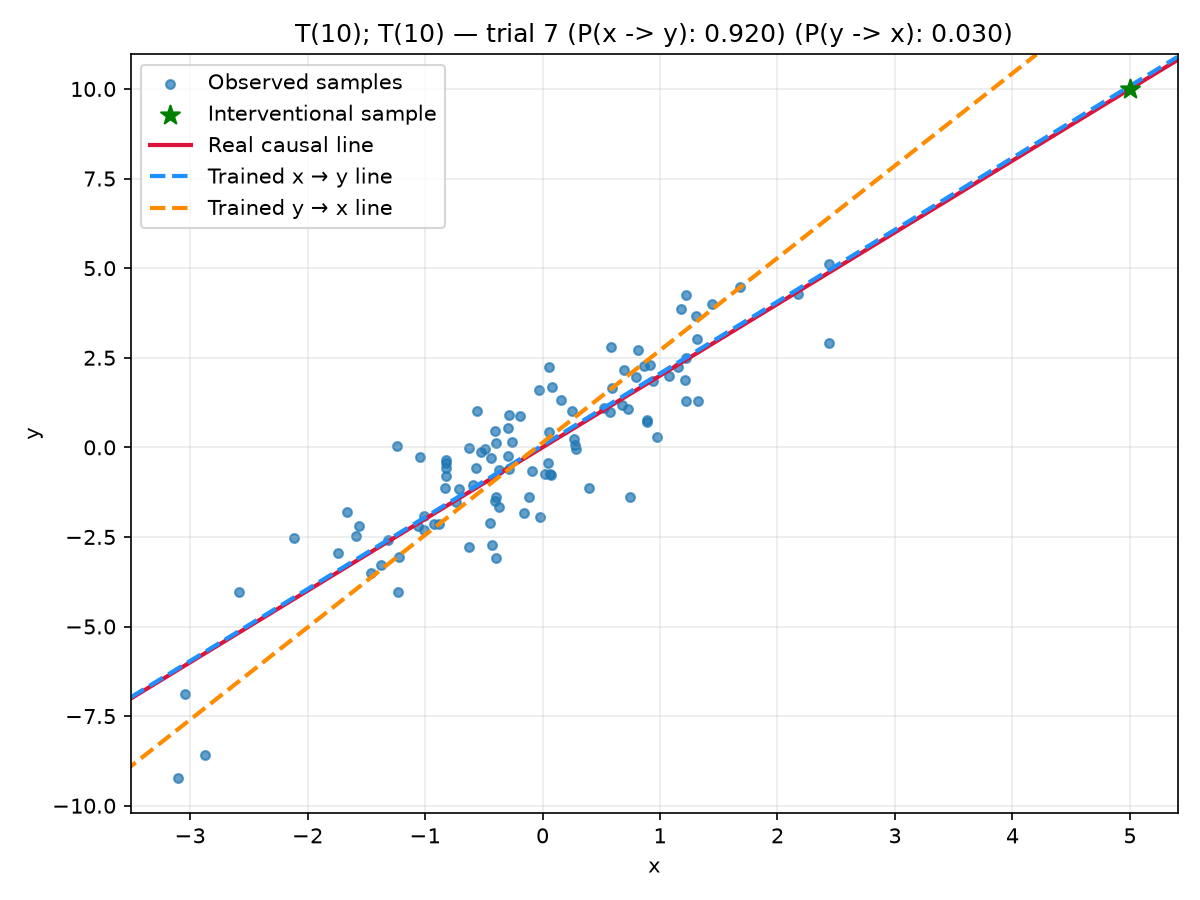 T(10); T(10) — trial 7 (P(x -> y): 0.920) (P(y -> x): 0.030)
Observed samples
Interventional sample
Real causal line
Trained x → y line
Trained y → x line
10.0
7.5
5.0
2.5
0.0
−2.5
−5.0
−7.5
−10.0
y
−3
−2
−1
0
1
2
3
4
5
x